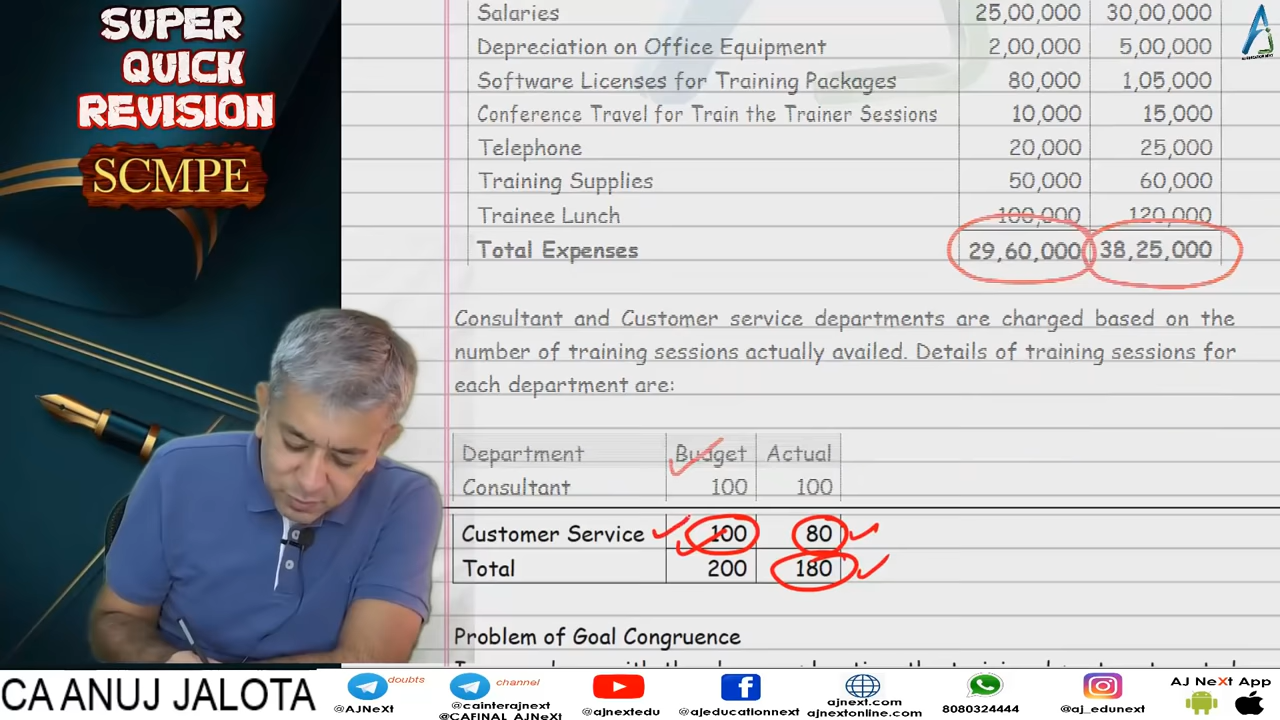 SUPER
QUICK
REVISION
SCMPE
Salaries 25,00,000 30,00,000
Depreciation on Office Equipment 2,00,000 5,00,000
Software Licenses for Training Packages 80,000 1,05,000
Conference Travel for Train the Trainer Sessions 10,000 15,000
Telephone 20,000 25,000
Training Supplies 50,000 60,000
Trainee Lunch 100,000 120,000
Total Expenses 29,60,000 38,25,000
Consultant and Customer service departments are charged based on the
number of training sessions actually availed. Details of training sessions for
each department are:
Department Budget Actual
Consultant 100 100
Customer Service 100 80
Total 200 180
Problem of Goal Congruence
CA ANUJ JALOTA
doubts
@AJNeXt
channel
@cainterajnext
@CAFINAL_AJNeXt
@ajnextedu
@ajeducationnext
ajnext.com
ajnextonline.com
8080324444
@aj_edunext
AJ NeXt App